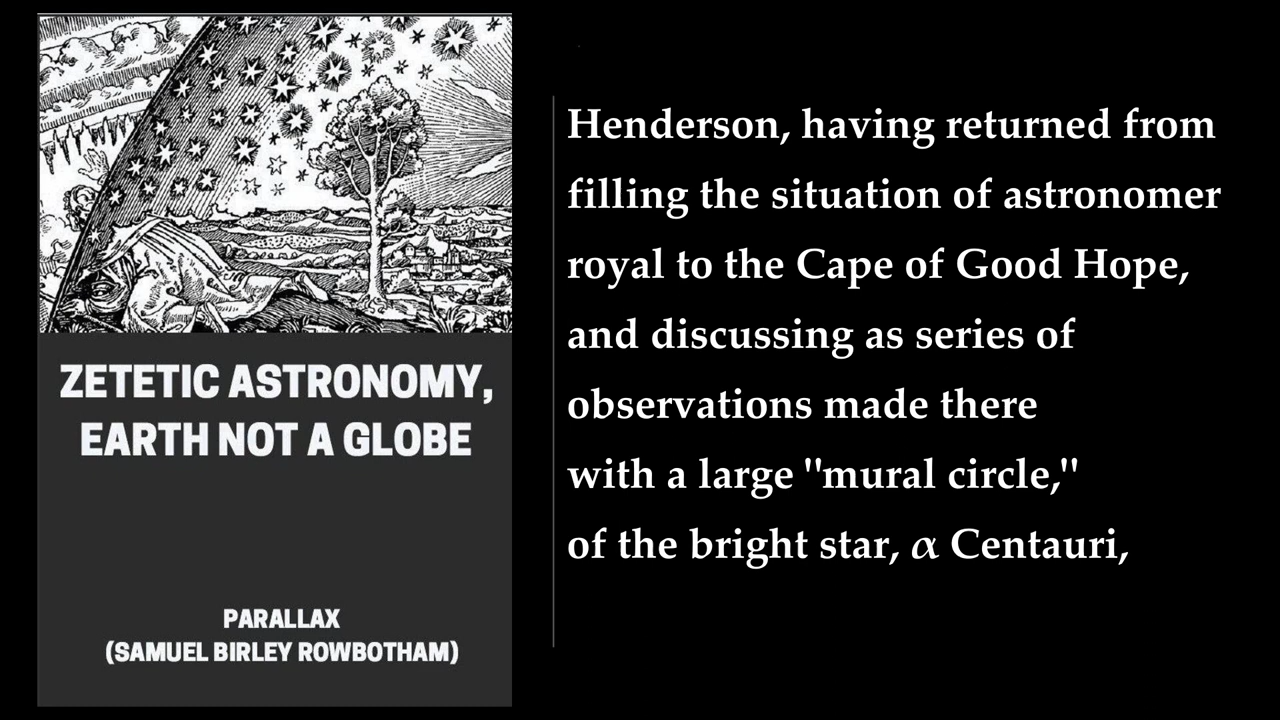 ZETETIC ASTRONOMY,
EARTH NOT A GLOBE
PARALLAX
(SAMUEL BIRLEY ROWBOTHAM)
Henderson, having returned from
filling the situation of astronomer
royal to the Cape of Good Hope,
and discussing as series of
observations made there
with a large "mural circle,"
of the bright star, α Centauri,